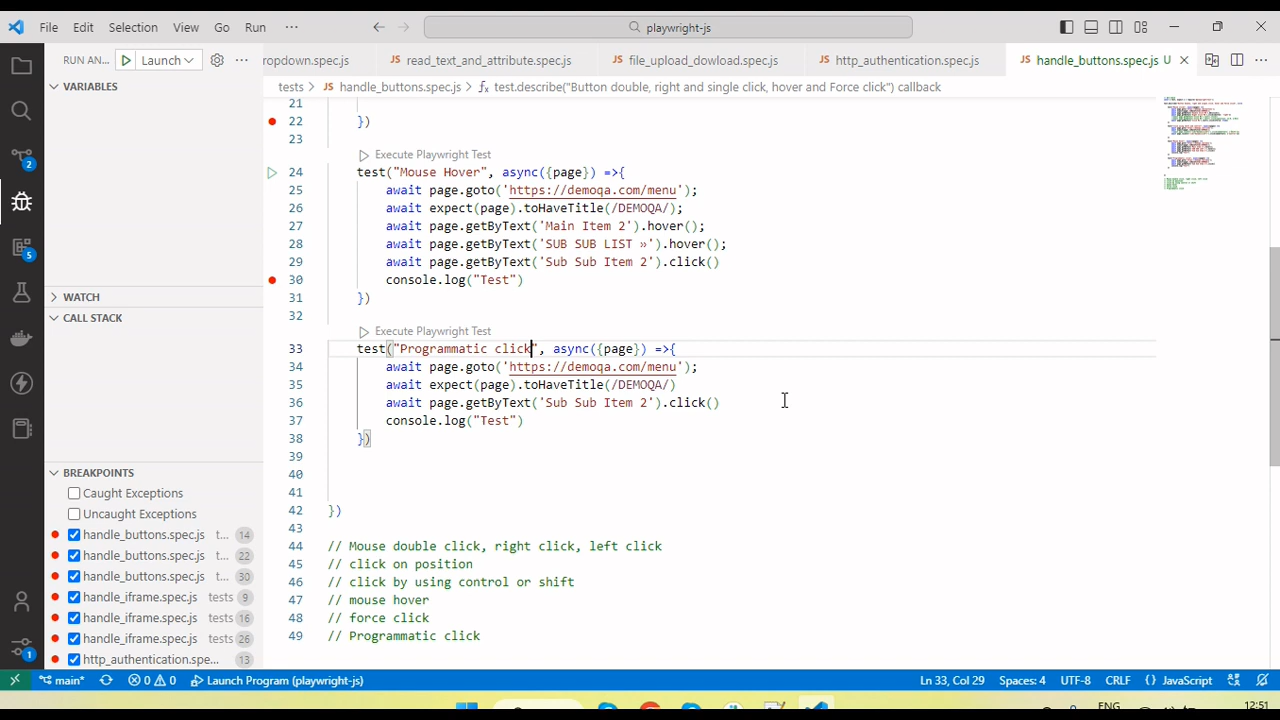 File Edit Selection View Go Run ··· playwright-js
RUN AN... Launch ···
ropdown.spec.js JS read_text_and_attribute.spec.js JS file_upload_dowload.spec.js JS http_authentication.spec.js JS handle_buttons.spec.js U
tests > JS handle_buttons.spec.js > test.describe("Button double, right and single click, hover and Force click") callback
VARIABLES
WATCH
CALL STACK
BREAKPOINTS
Caught Exceptions
Uncaught Exceptions
handle_buttons.spec.js t... 14
handle_buttons.spec.js t... 22
handle_buttons.spec.js t... 30
handle_iframe.spec.js tests 9
handle_iframe.spec.js tests 16
handle_iframe.spec.js tests 26
http_authentication.spe... 13
2
5
1
21
22 })
23
Execute Playwright Test
24 test("Mouse Hover", async({page}) =>{
25 await page.goto('https://demoqa.com/menu');
26 await expect(page).toHaveTitle(/DEMOQA/);
27 await page.getByText('Main Item 2').hover();
28 await page.getByText('SUB SUB LIST »').hover();
29 await page.getByText('Sub Sub Item 2').click()
30 console.log("Test")
31 })
32
Execute Playwright Test
33 test("Programmatic click", async({page}) =>{
34 await page.goto('https://demoqa.com/menu');
35 await expect(page).toHaveTitle(/DEMOQA/)
36 await page.getByText('Sub Sub Item 2').click()
37 console.log("Test")
38 })
39
40
41
42 })
43
44 // Mouse double click, right click, left click
45 // click on position
46 // click by using control or shift
47 // mouse hover
48 // force click
49 // Programmatic click
main* 0 0 Launch Program (playwright-js) Ln 33, Col 29 Spaces: 4 UTF-8 CRLF {} JavaScript
ENG 12:51